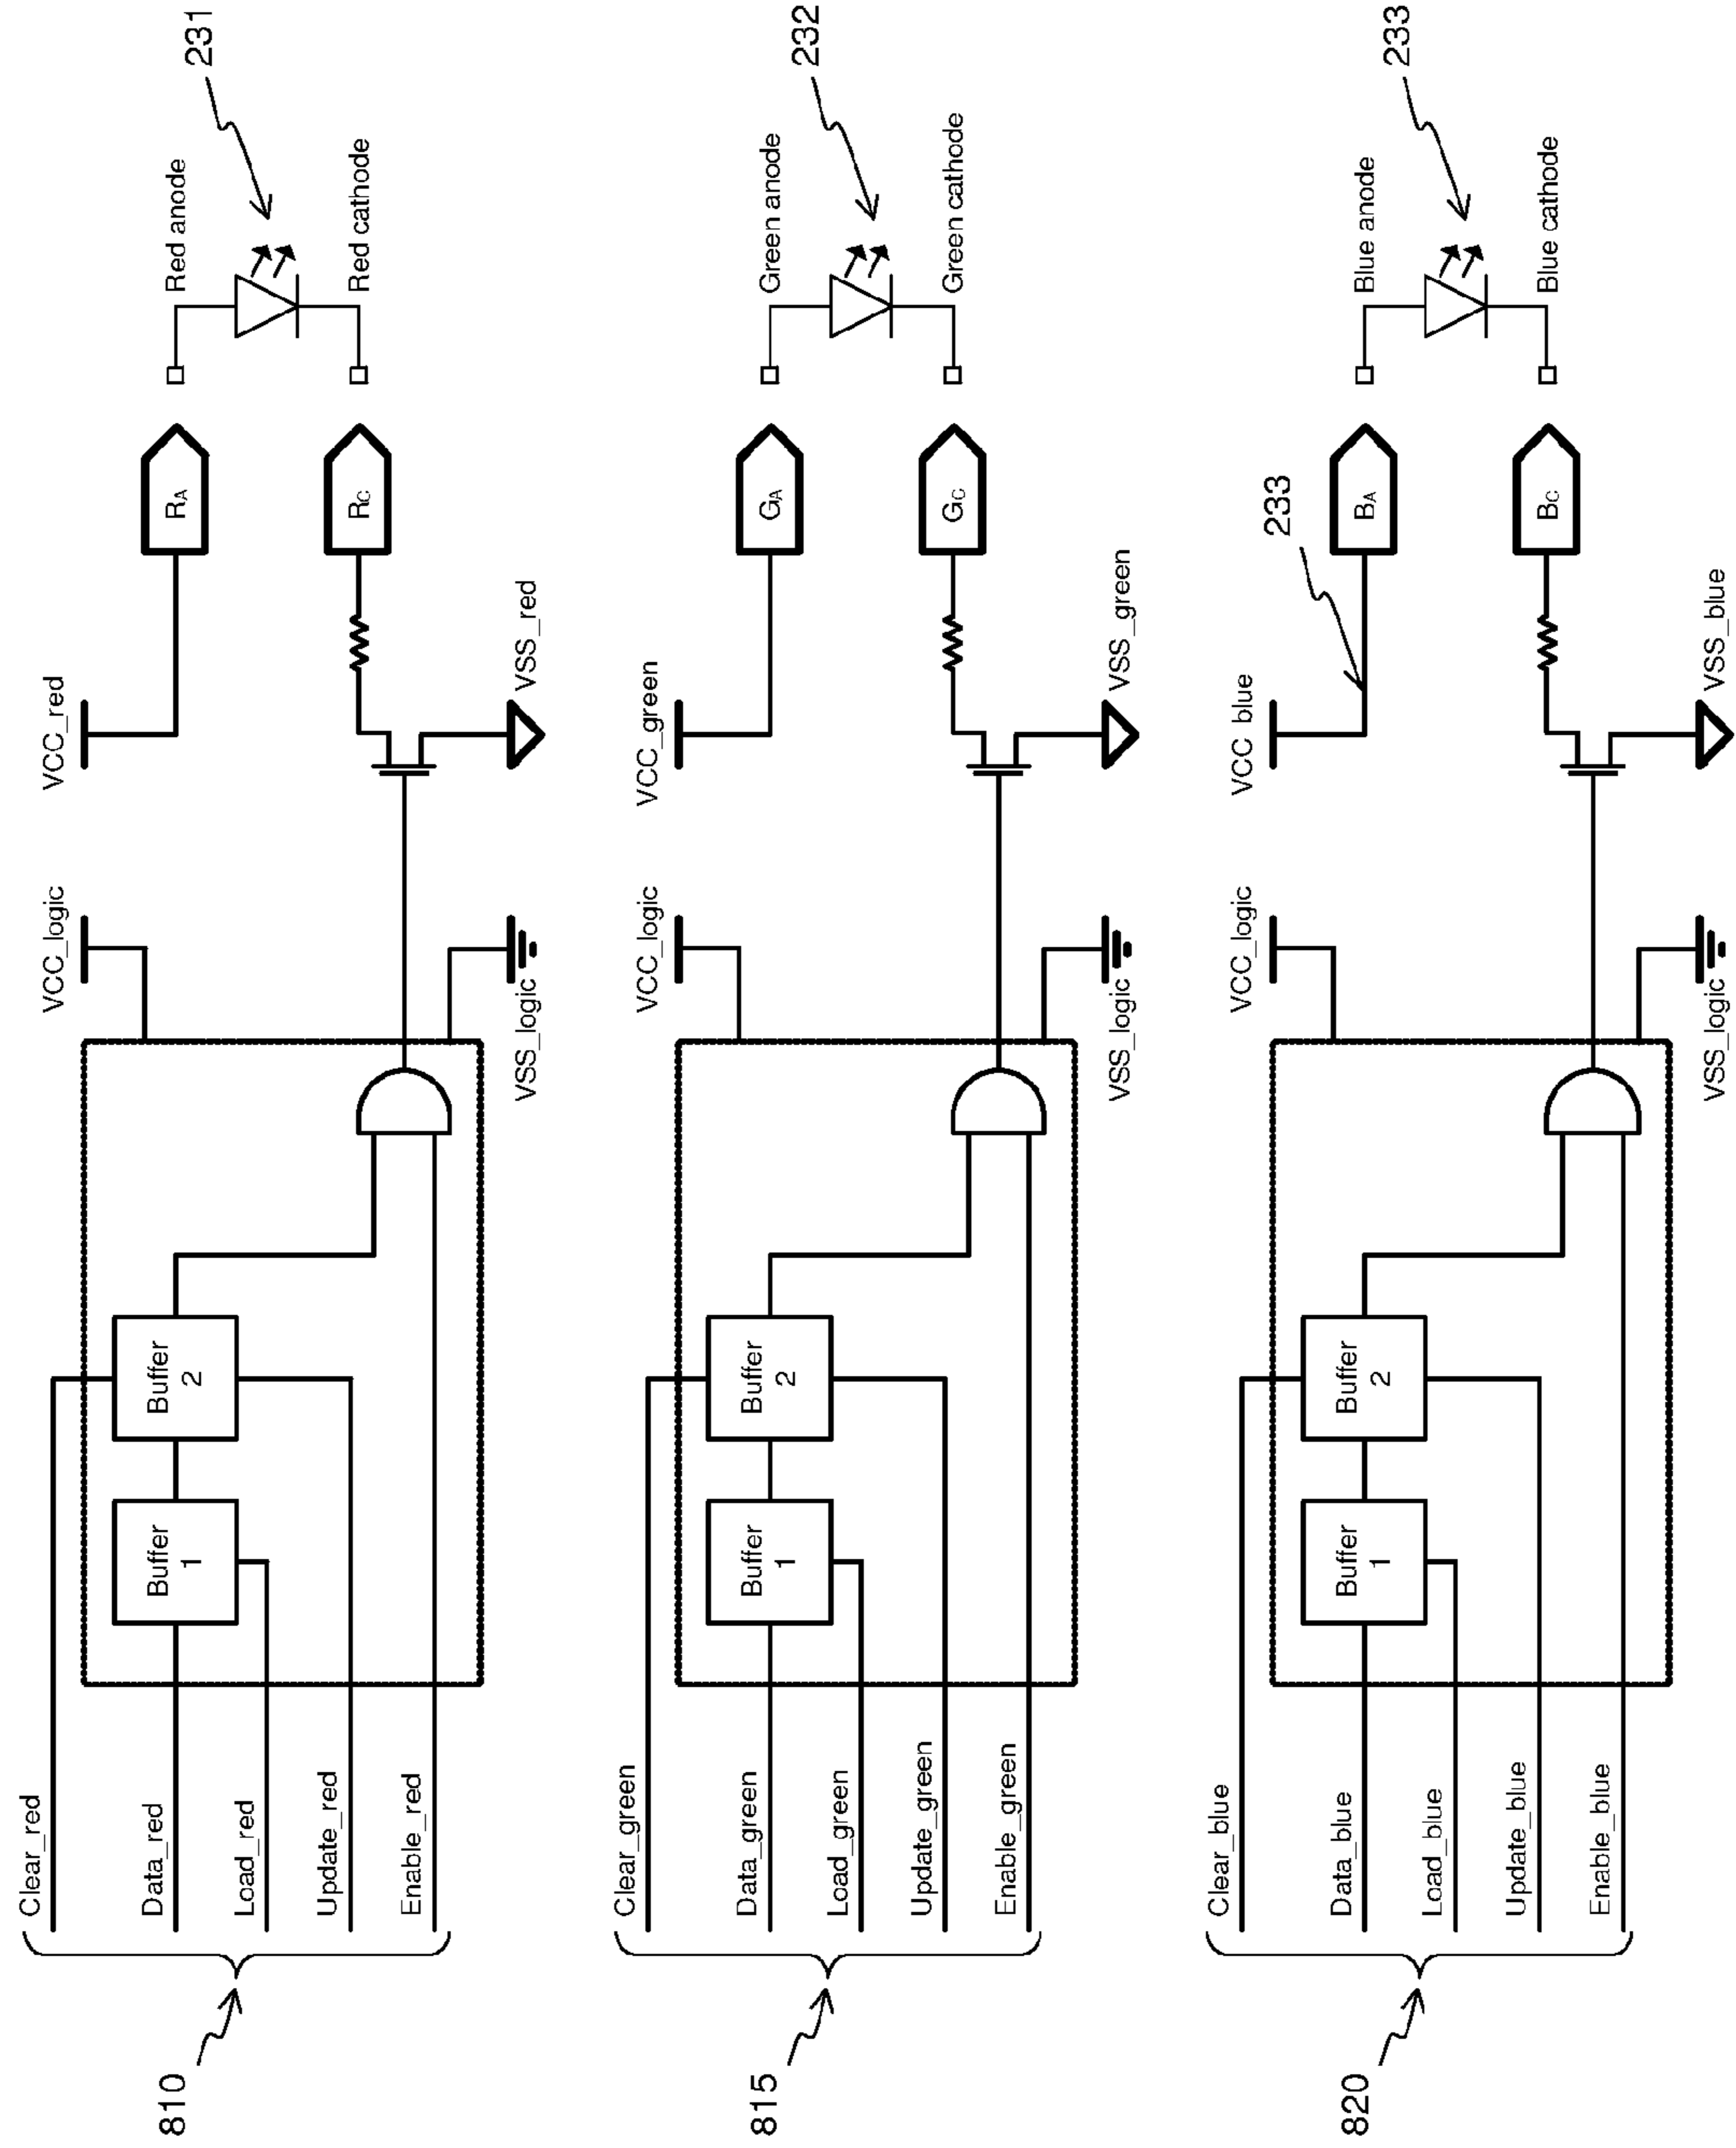 Clear_red
Data_red
Load_red
Update_red
Enable_red
810
Buffer
1
Buffer
2
VCC_logic
VSS_logic
VCC_red
VSS_red
RA
RC
Red anode
Red cathode
231
Clear_green
Data_green
Load_green
Update_green
Enable_green
815
Buffer
1
Buffer
2
VCC_logic
VSS_logic
VCC_green
VSS_green
GA
GC
Green anode
Green cathode
232
Clear_blue
Data_blue
Load_blue
Update_blue
Enable_blue
820
Buffer
1
Buffer
2
VCC_logic
VSS_logic
VCC blue
VSS_blue
233
BA
BC
Blue anode
Blue cathode
233